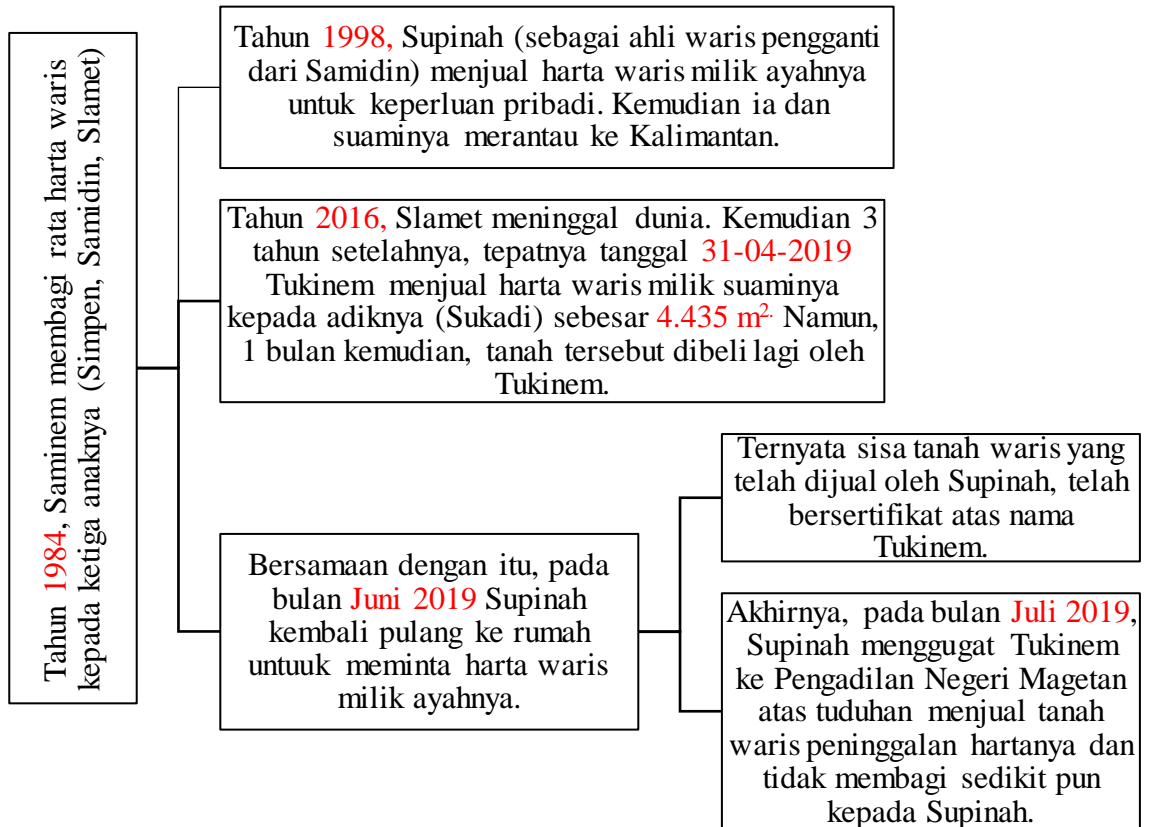 Tahun 1984, Saminem membagi rata harta waris
kepada ketiga anaknya (Simpen, Samidin, Slamet)
Tahun 1998, Supinah (sebagai ahli waris pengganti
dari Samidin) menjual harta waris milik ayahnya
untuk keperluan pribadi. Kemudian ia dan
suaminya merantau ke Kalimantan.
Tahun 2016, Slamet meninggal dunia. Kemudian 3
tahun setelahnya, tepatnya tanggal 31-04-2019
Tukinem menjual harta waris milik suaminya
kepada adiknya (Sukadi) sebesar 4.435 m². Namun,
1 bulan kemudian, tanah tersebut dibeli lagi oleh
Tukinem.
Bersamaan dengan itu, pada
bulan Juni 2019 Supinah
kembali pulang ke rumah
untuuk meminta harta waris
milik ayahnya.
Ternyata sisa tanah waris yang
telah dijual oleh Supinah, telah
bersertifikat atas nama
Tukinem.
Akhirnya, pada bulan Juli 2019,
Supinah menggugat Tukinem
ke Pengadilan Negeri Magetan
atas tuduhan menjual tanah
waris peninggalan hartanya dan
tidak membagi sedikit pun
kepada Supinah.